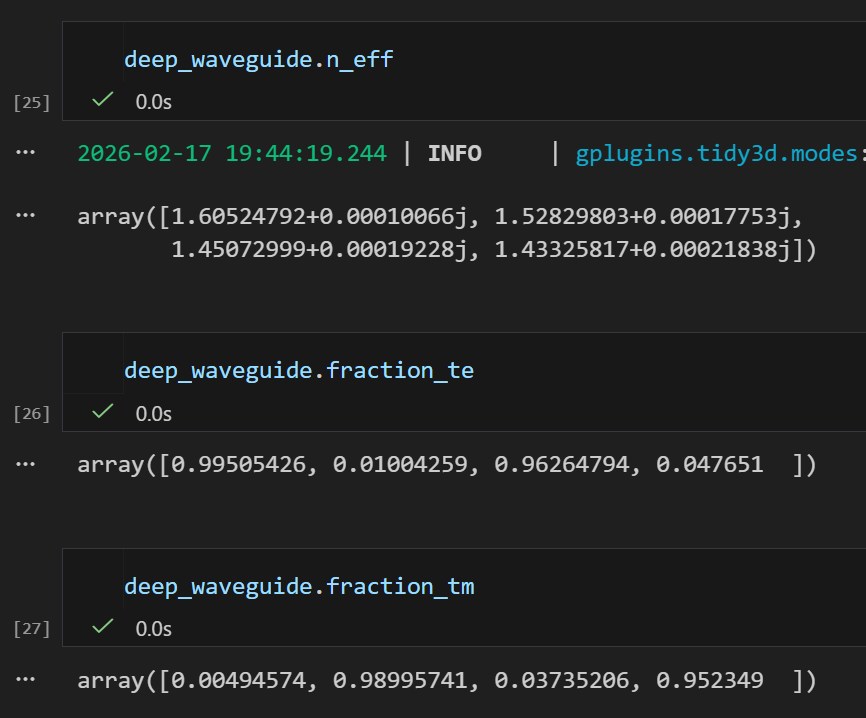 deep_waveguide.n_eff
[25] 0.0s
... 2026-02-17 19:44:19.244 | INFO | gplugins.tidy3d.modes:
... array([1.60524792+0.00010066j, 1.52829803+0.00017753j,
1.45072999+0.00019228j, 1.43325817+0.00021838j])
deep_waveguide.fraction_te
[26] 0.0s
... array([0.99505426, 0.01004259, 0.96264794, 0.047651 ])
deep_waveguide.fraction_tm
[27] 0.0s
... array([0.00494574, 0.98995741, 0.03735206, 0.952349 ])